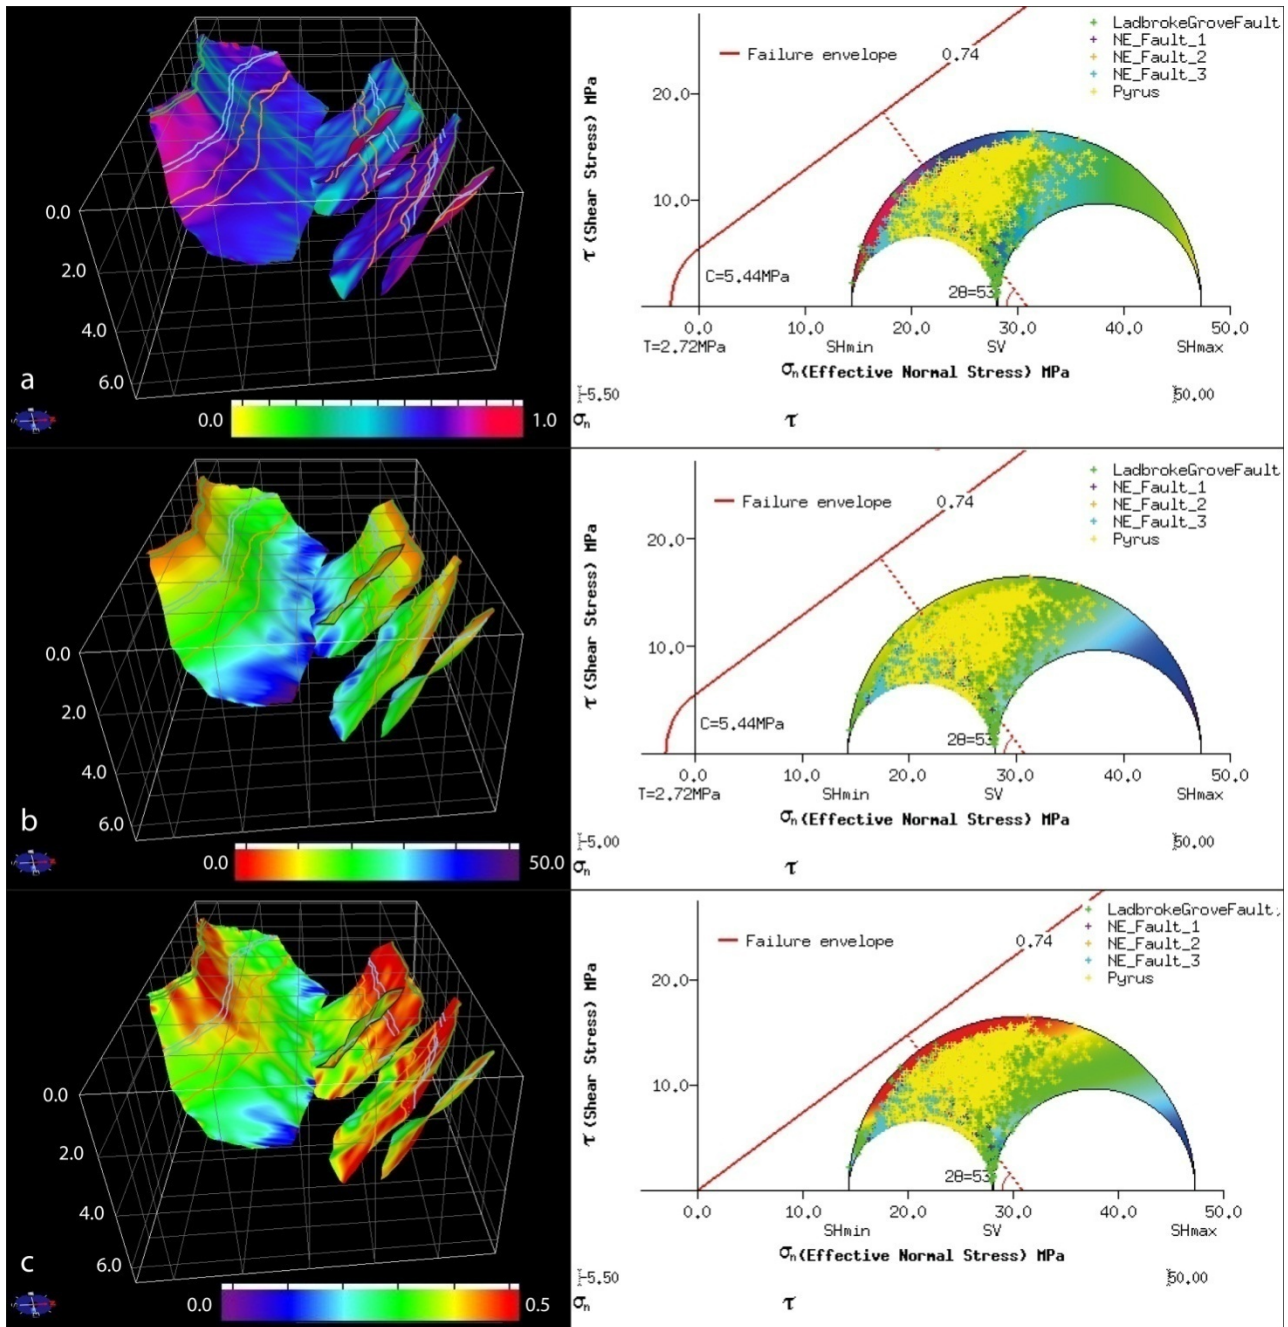 0.0
2.0
4.0
6.0
a
0.0
1.0
τ (Shear Stress) MPa
20.0
10.0
Failure envelope 0.74
LadbrokeGroveFault
NE_Fault_1
NE_Fault_2
NE_Fault_3
Pyrus
C=5.44MPa
2θ=53
0.0 10.0 20.0 30.0 40.0 50.0
T=2.72MPa SHmin SV SHmax
σn(Effective Normal Stress) MPa
-5.50 50.00
σn τ
0.0
2.0
4.0
6.0
b
0.0
50.0
τ (Shear Stress) MPa
20.0
10.0
Failure envelope 0.74
LadbrokeGroveFault
NE_Fault_1
NE_Fault_2
NE_Fault_3
Pyrus
C=5.44MPa
2θ=53
0.0 10.0 20.0 30.0 40.0 50.0
T=2.72MPa SHmin SV SHmax
σn(Effective Normal Stress) MPa
-5.00 50.00
σn τ
0.0
2.0
4.0
6.0
c
0.0
0.5
τ (Shear Stress) MPa
20.0
10.0
Failure envelope 0.74
LadbrokeGroveFault
NE_Fault_1
NE_Fault_2
NE_Fault_3
Pyrus
2θ=53
0.0 10.0 20.0 30.0 40.0 50.0
SHmin SV SHmax
σn(Effective Normal Stress) MPa
-5.50 50.00
σn τ